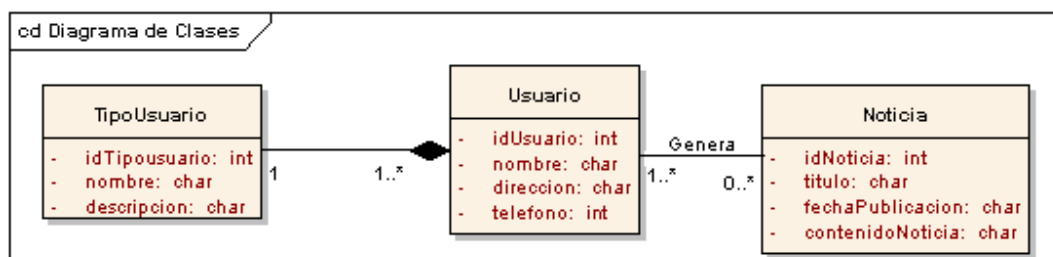 cd Diagrama de Clases
TipoUsuario
- idTipousuario: int
- nombre: char
- descripcion: char
1
1..*
Usuario
- idUsuario: int
- nombre: char
- direccion: char
- telefono: int
Genera
1..*
0..*
Noticia
- idNoticia: int
- titulo: char
- fechaPublicacion: char
- contenidoNoticia: char